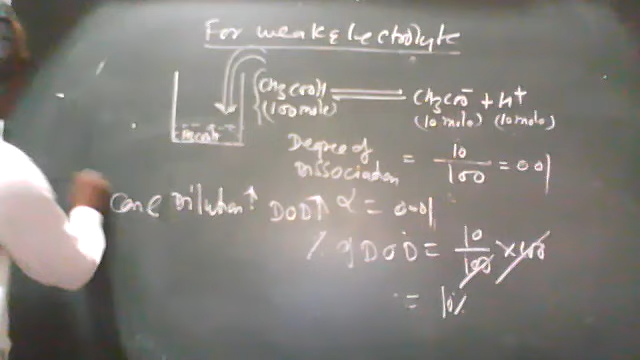 For weak Electrolyte
CH3COOH ⇌ CH3COO- + H+
(100 mole) (10 mole) (10 mole)
Degree of Dissociation = 10/100 = 0.01
Dilution↑ DOD↑ α = 0.01
% of DOD = 10/100 × 100
= 10%